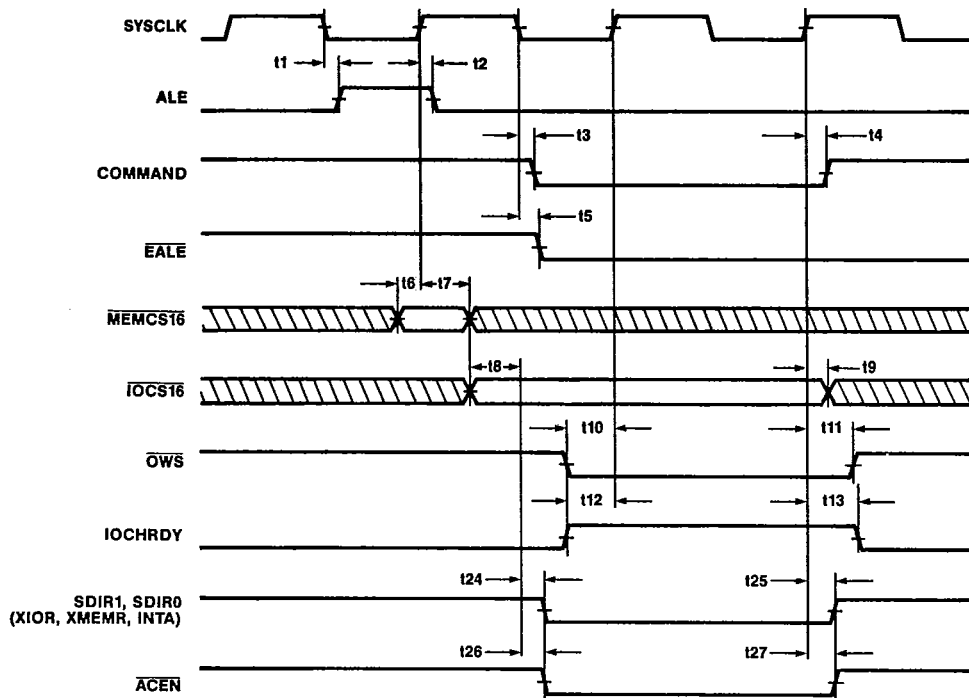 SYSCLK
t1
t2
ALE
t3
t4
COMMAND
t5
EALE
t6
t7
MEMCS16
t8
t9
IOCS16
t10
t11
OWS
t12
t13
IOCHRDY
t24
t25
SDIR1, SDIR0
(XIOR, XMEMR, INTA)
t26
t27
ACEN